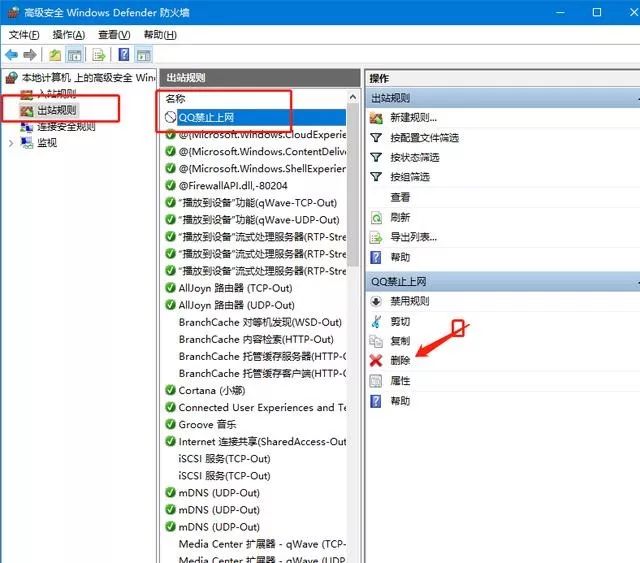 高级安全 Windows Defender 防火墙
文件(F) 操作(A) 查看(V) 帮助(H)
本地计算机 上的高级安全 Win
入站规则
出站规则
连接安全规则
监视
出站规则
名称
QQ禁止上网
@{Microsoft.Windows.CloudExperie
@{Microsoft.Windows.ContentDelive
@{Microsoft.Windows.ShellExperien
@FirewallAPI.dll,-80204
"播放到设备"功能(qWave-TCP-Out)
"播放到设备"功能(qWave-UDP-Out)
"播放到设备"流式处理服务器(RTP-Stre
"播放到设备"流式处理服务器(RTP-Stre
"播放到设备"流式处理服务器(RTP-Stre
AllJoyn 路由器 (TCP-Out)
AllJoyn 路由器 (UDP-Out)
BranchCache 对等机发现(WSD-Out)
BranchCache 内容检索(HTTP-Out)
BranchCache 托管缓存服务器(HTTP-C
BranchCache 托管缓存客户端(HTTP-C
Cortana (小娜)
Connected User Experiences and Te
Groove 音乐
Internet 连接共享(SharedAccess-Out
iSCSI 服务(TCP-Out)
iSCSI 服务(TCP-Out)
mDNS (UDP-Out)
mDNS (UDP-Out)
mDNS (UDP-Out)
Media Center 扩展器 - qWave (TCP-
Media Center 扩展器 - qWave (UDP-
操作
出站规则
新建规则...
按配置文件筛选
按状态筛选
按组筛选
查看
刷新
导出列表...
帮助
QQ禁止上网
禁用规则
剪切
复制
删除
属性
帮助